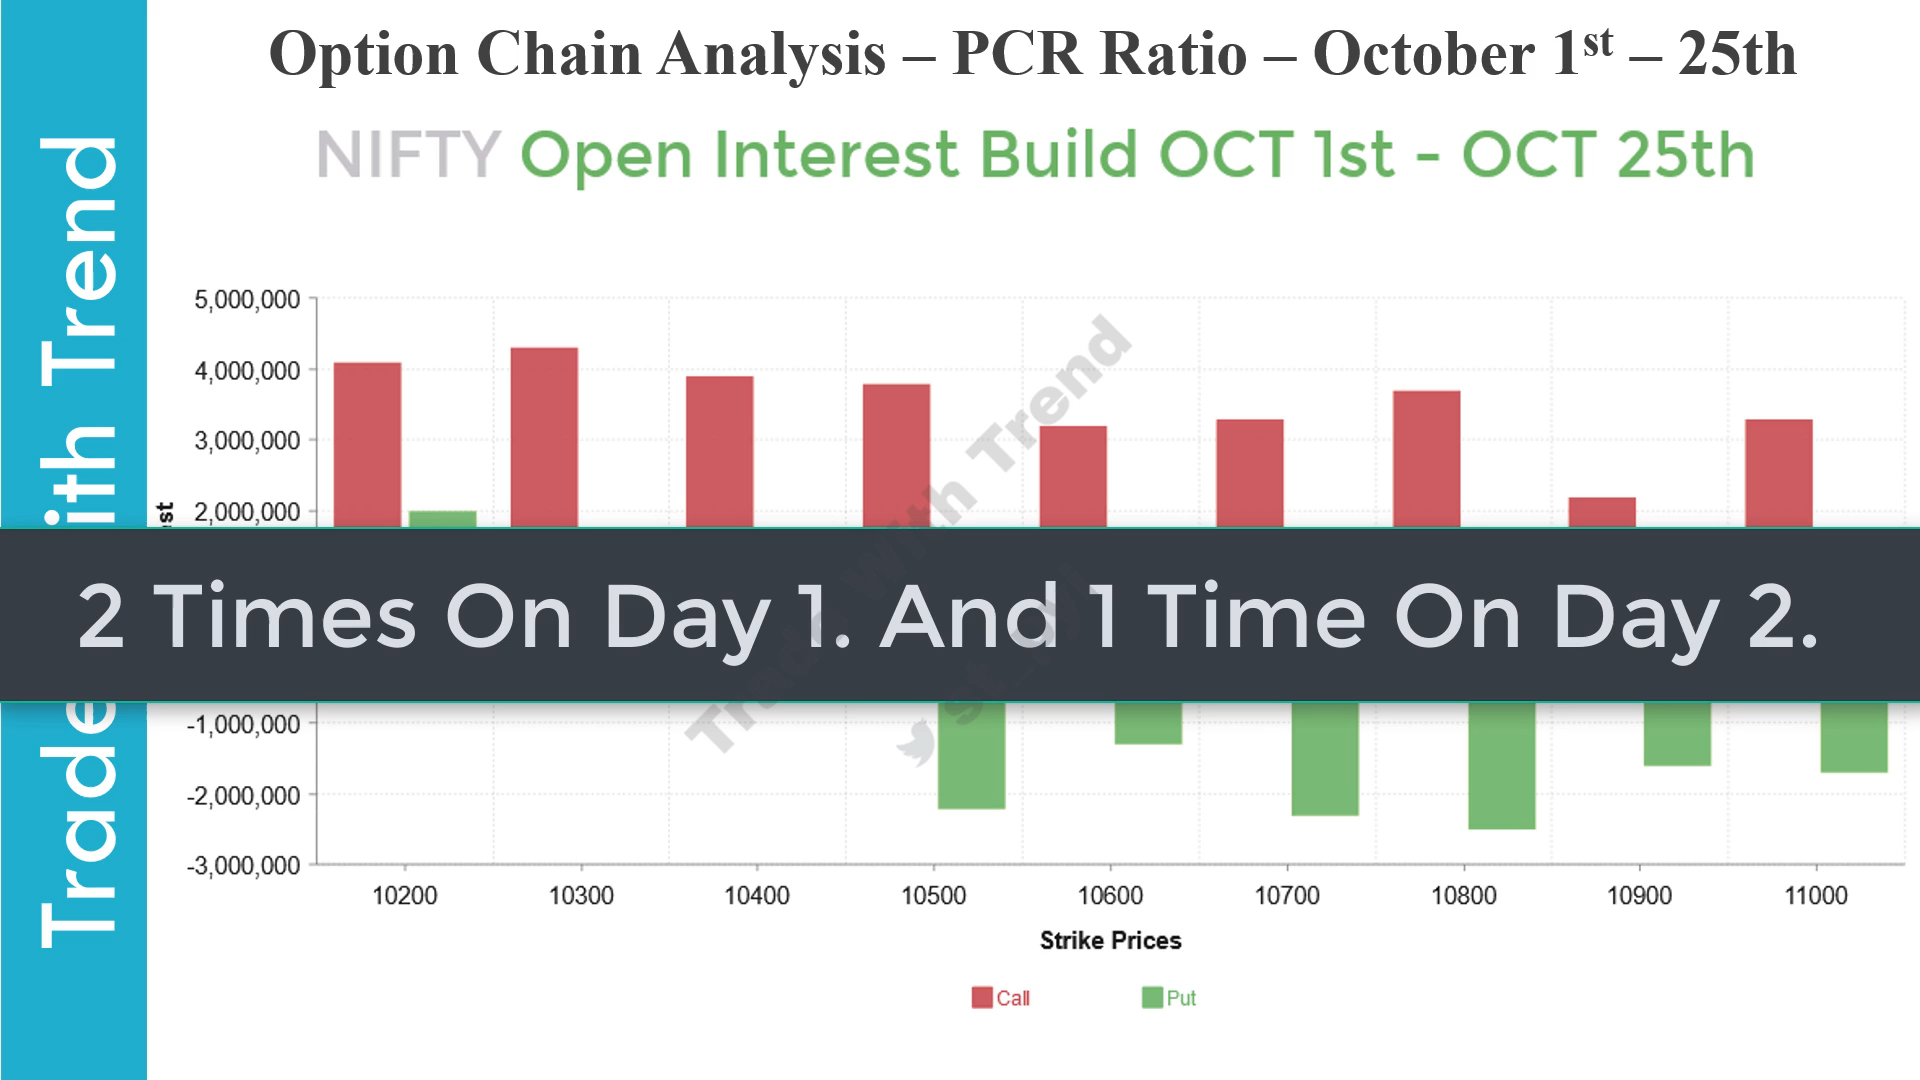 Option Chain Analysis – PCR Ratio – October 1st – 25th
NIFTY Open Interest Build OCT 1st - OCT 25th
5,000,000
4,000,000
3,000,000
2,000,000
2 Times On Day 1. And 1 Time On Day 2.
-1,000,000
-2,000,000
-3,000,000
10200 10300 10400 10500 10600 10700 10800 10900 11000
Strike Prices
Call Put
Trade ith Trend
Trade With Trend